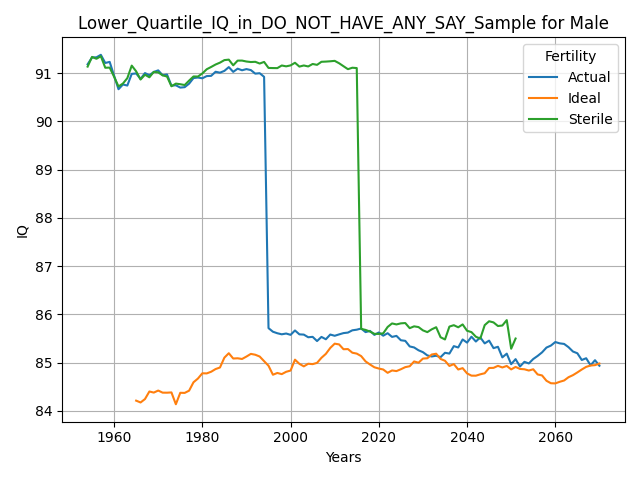 Lower_Quartile_IQ_in_DO_NOT_HAVE_ANY_SAY_Sample for Male
Fertility
Actual
Ideal
Sterile
IQ
91
90
89
88
87
86
85
84
1960
1980
2000
2020
2040
2060
Years